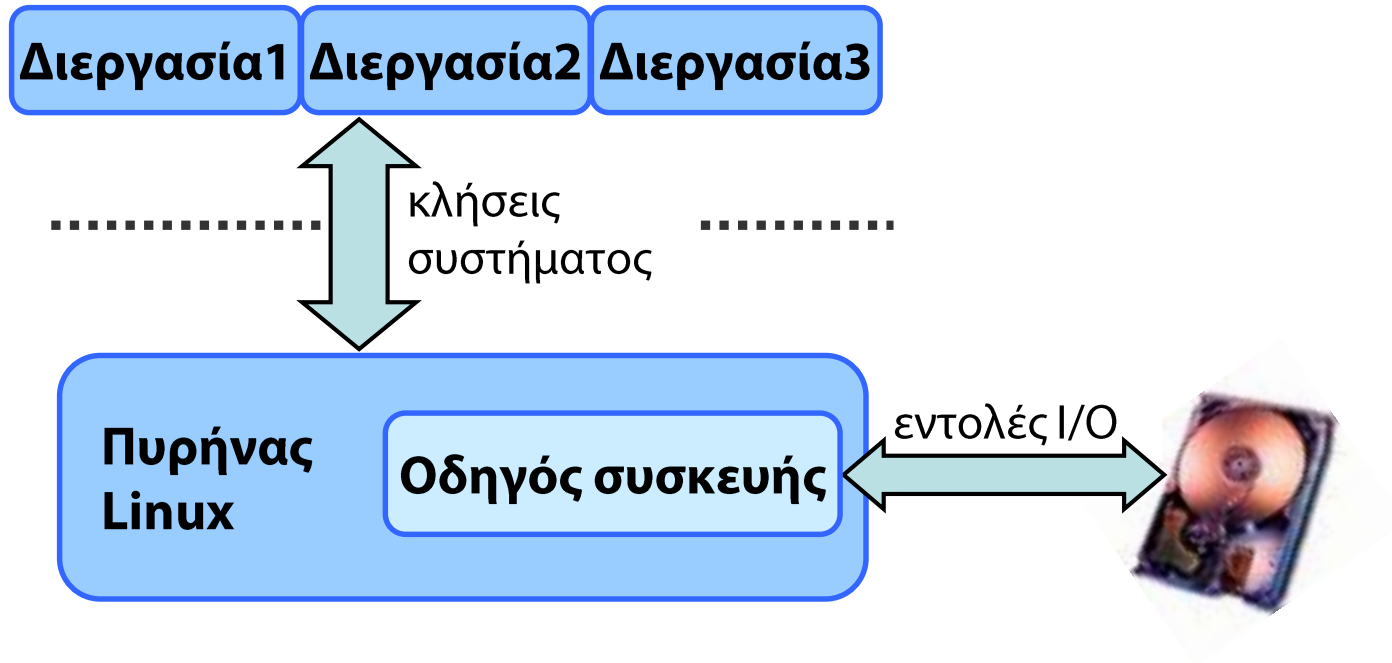 Διεργασία1 Διεργασία2 Διεργασία3
κλήσεις
συστήματος
εντολές I/O
Πυρήνας
Linux
Οδηγός συσκευής